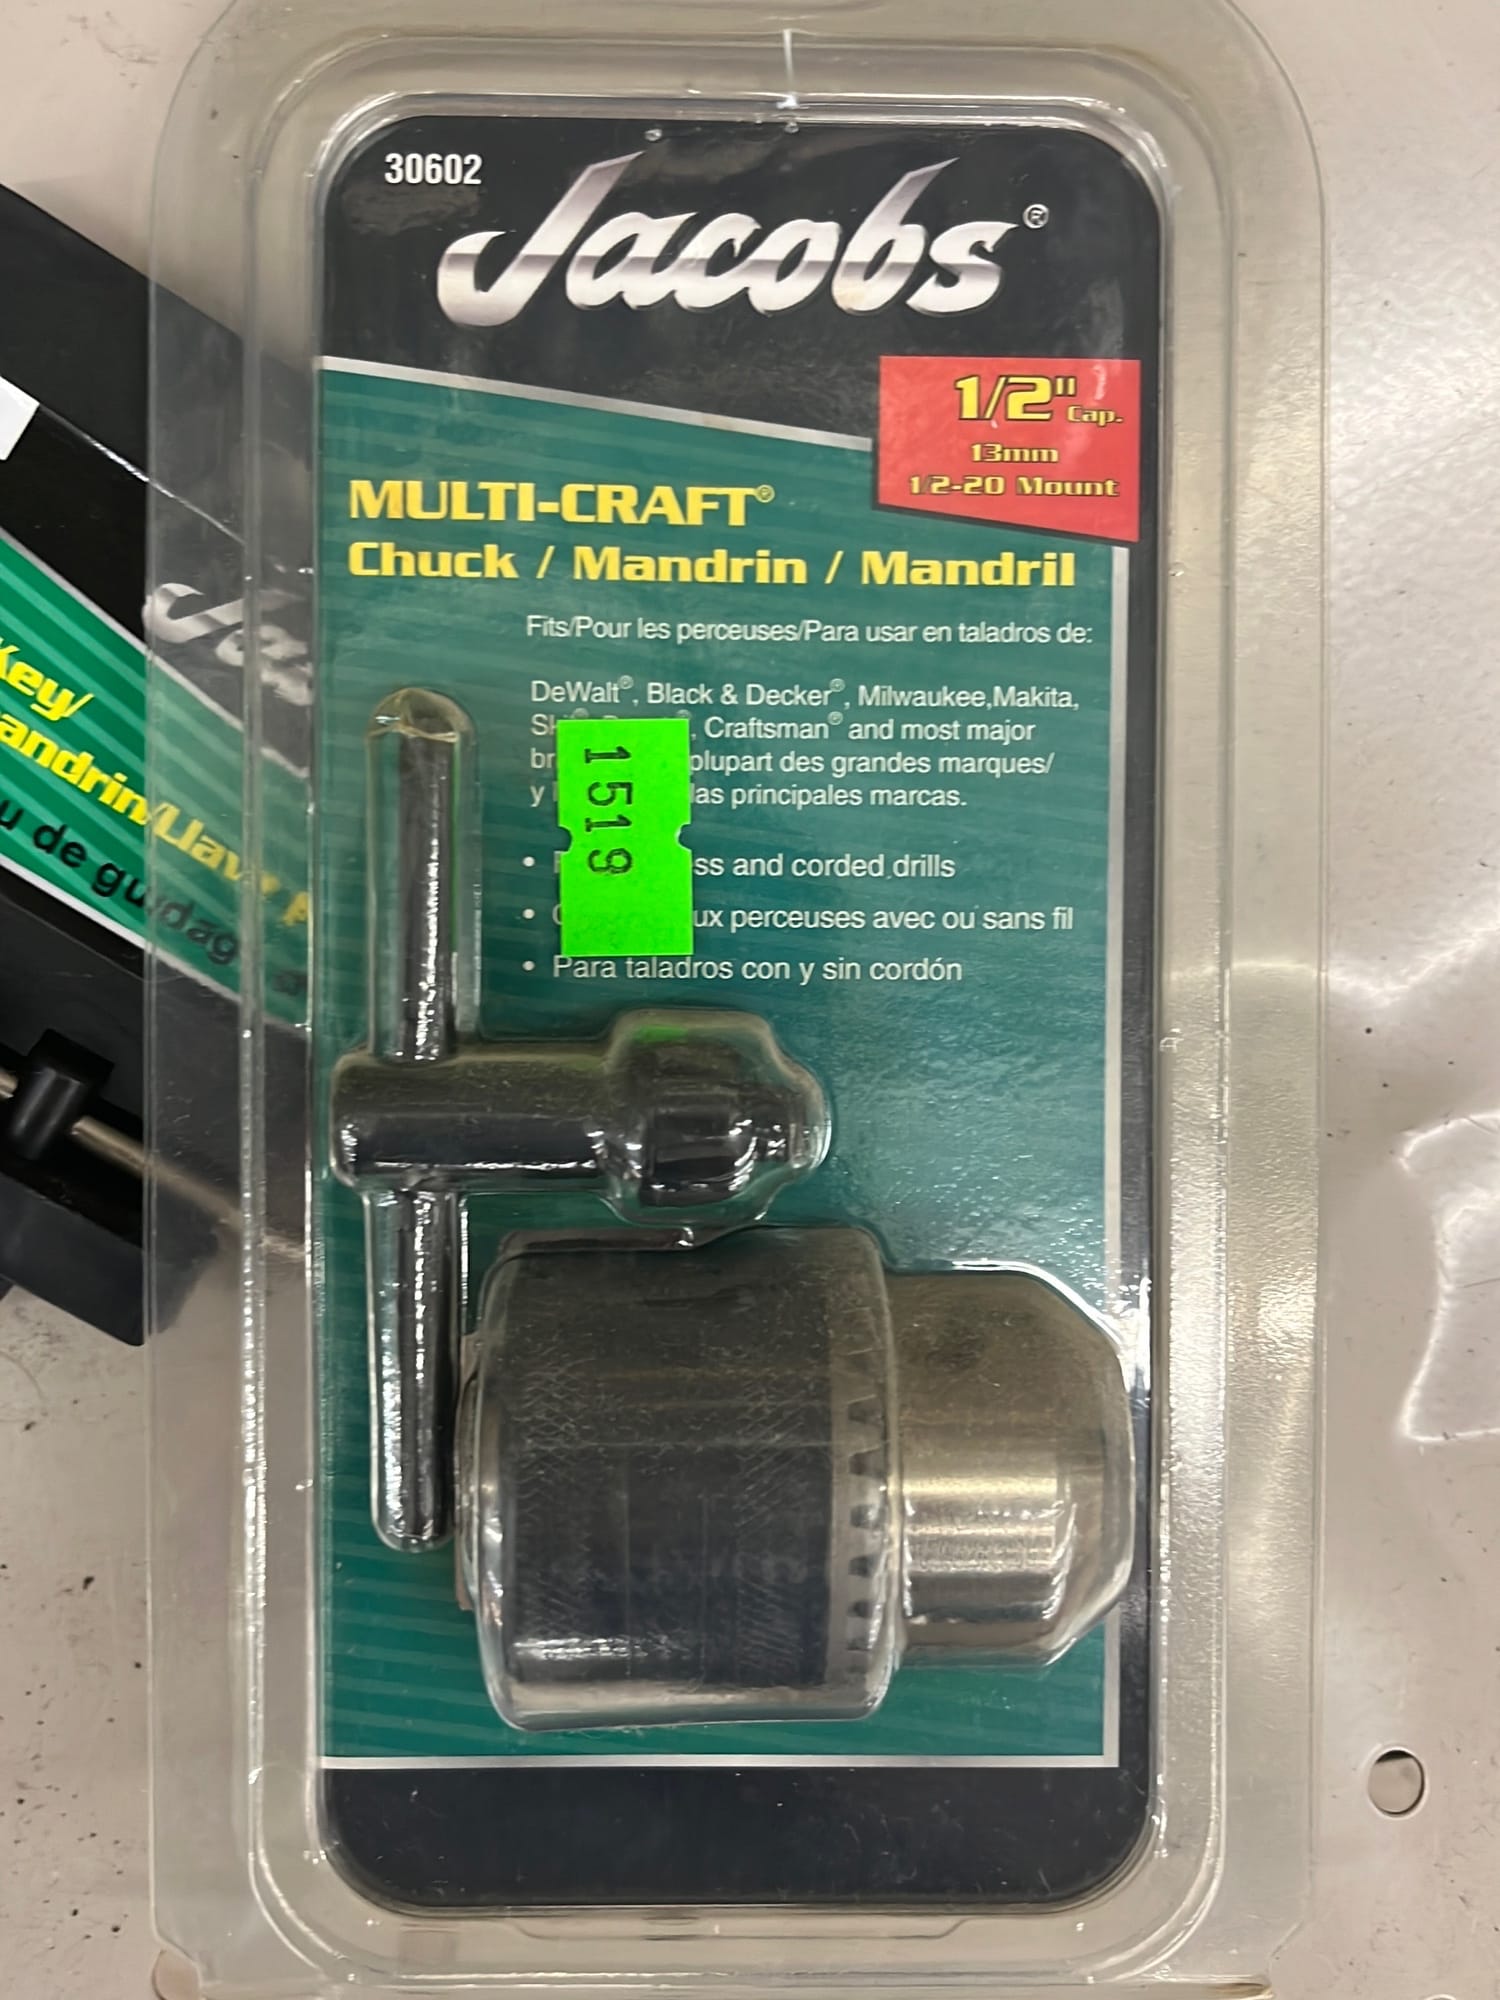 30602
Jacobs®
1/2" Cap.
13mm
1/2-20 Mount
MULTI-CRAFT®
Chuck / Mandrin / Mandril
Fits/Pour les perceuses/Para usar en taladros de:
DeWalt®, Black & Decker®, Milwaukee,Makita,
, Craftsman® and most major
plupart des grandes marques/
y las principales marcas.
• and corded drills
• perceuses avec ou sans fil
• Para taladros con y sin cordón
1519
Key/
u de guidage